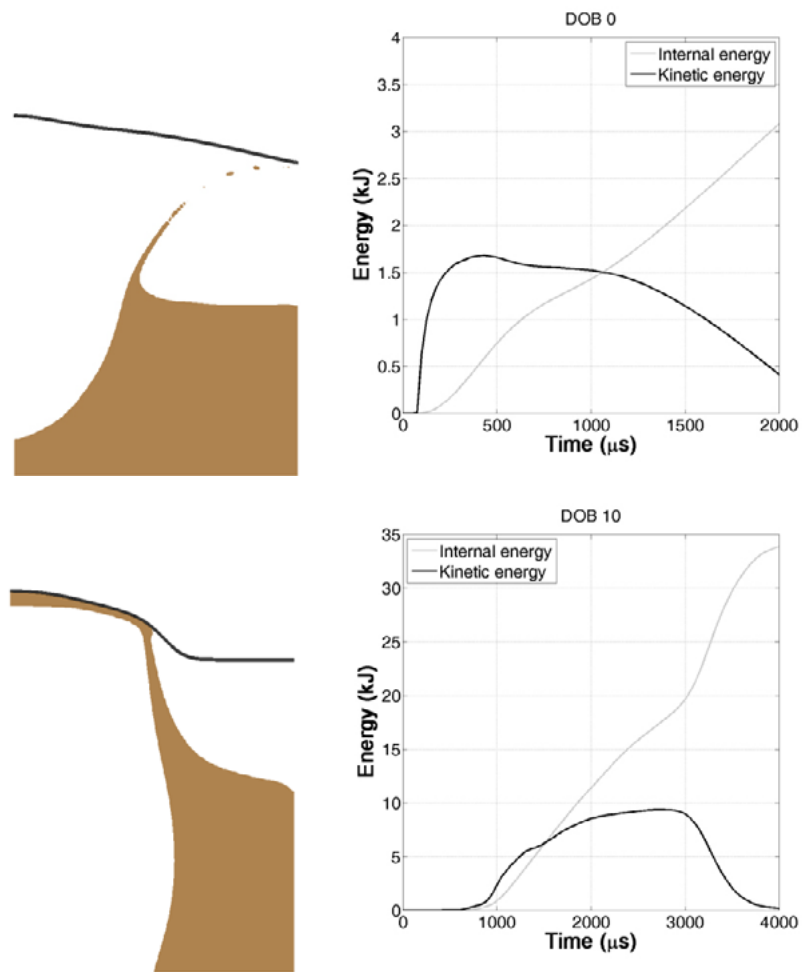 DOB 0
4
3.5
3
2.5
2
1.5
1
0.5
0
Energy (kJ)
Internal energy
Kinetic energy
0 500 1000 1500 2000
Time (μs)
DOB 10
35
30
25
20
15
10
5
0
Energy (kJ)
Internal energy
Kinetic energy
0 1000 2000 3000 4000
Time (μs)